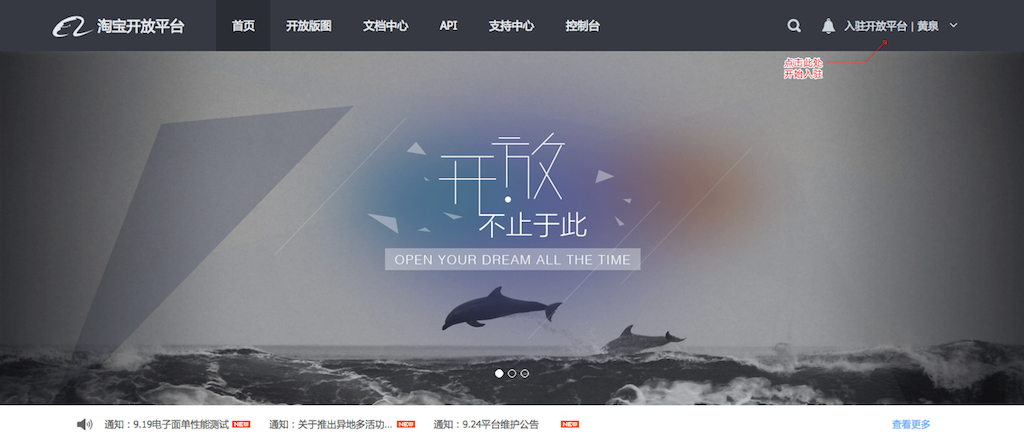 淘宝开放平台 首页 开放版图 文档中心 API 支持中心 控制台 入驻开放平台 | 黄泉
点击此处
开始入驻
开放
不止于此
OPEN YOUR DREAM ALL THE TIME
通知：9.19电子面单性能测试 NEW 通知：关于推出异地多活功... NEW 通知：9.24平台维护公告 NEW 查看更多